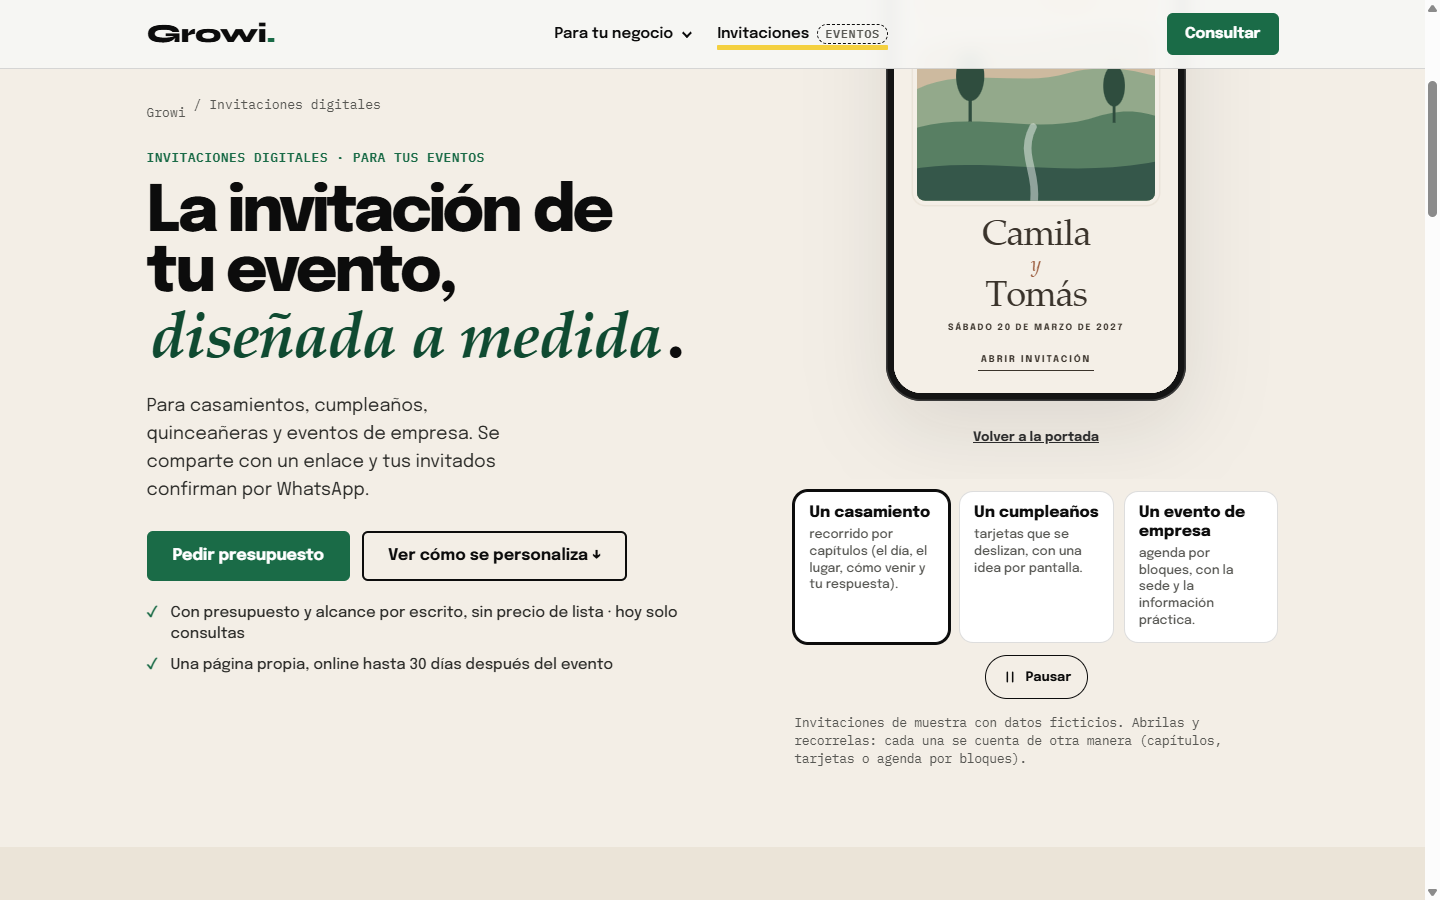 Growi.
Para tu negocio
Invitaciones EVENTOS
Consultar
Growi / Invitaciones digitales
INVITACIONES DIGITALES · PARA TUS EVENTOS
La invitación de
tu evento,
diseñada a medida.
Para casamientos, cumpleaños,
quinceañeras y eventos de empresa. Se
comparte con un enlace y tus invitados
confirman por WhatsApp.
Pedir presupuesto
Ver cómo se personaliza ↓
✓ Con presupuesto y alcance por escrito, sin precio de lista · hoy solo
consultas
✓ Una página propia, online hasta 30 días después del evento
Camila
y
Tomás
SÁBADO 20 DE MARZO DE 2027
ABRIR INVITACIÓN
Volver a la portada
Un casamiento
recorrido por
capítulos (el día, el
lugar, cómo venir y
tu respuesta).
Un cumpleaños
tarjetas que se
deslizan, con una
idea por pantalla.
Un evento de
empresa
agenda por
bloques, con la
sede y la
información
práctica.
Pausar
Invitaciones de muestra con datos ficticios. Abrilas y
recorrelas: cada una se cuenta de otra manera (capítulos,
tarjetas o agenda por bloques).